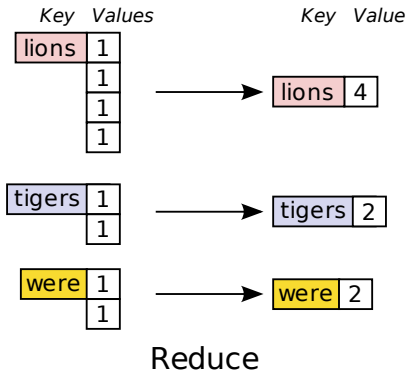 Key Values Key Value
lions 1
1
1
1
lions 4
tigers 1
1
tigers 2
were 1
1
were 2
Reduce